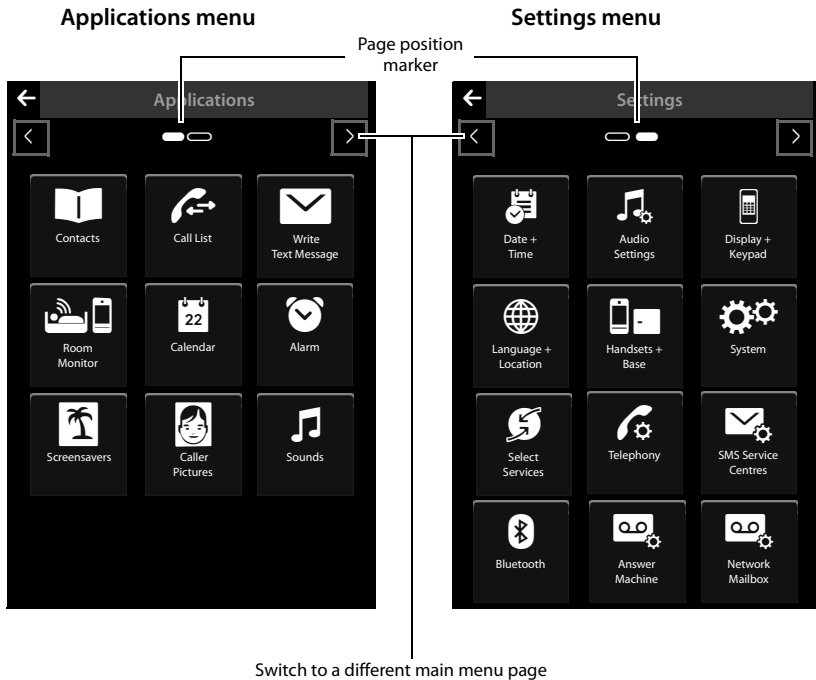 Applications menu
Settings menu
Page position
marker
Applications
Settings
Contacts
Call List
Write
Text Message
Room
Monitor
22
Calendar
Alarm
Screensavers
Caller
Pictures
Sounds
Date +
Time
Audio
Settings
Display +
Keypad
Language +
Location
Handsets +
Base
System
Select
Services
Telephony
SMS Service
Centres
Bluetooth
Answer
Machine
Network
Mailbox
Switch to a different main menu page